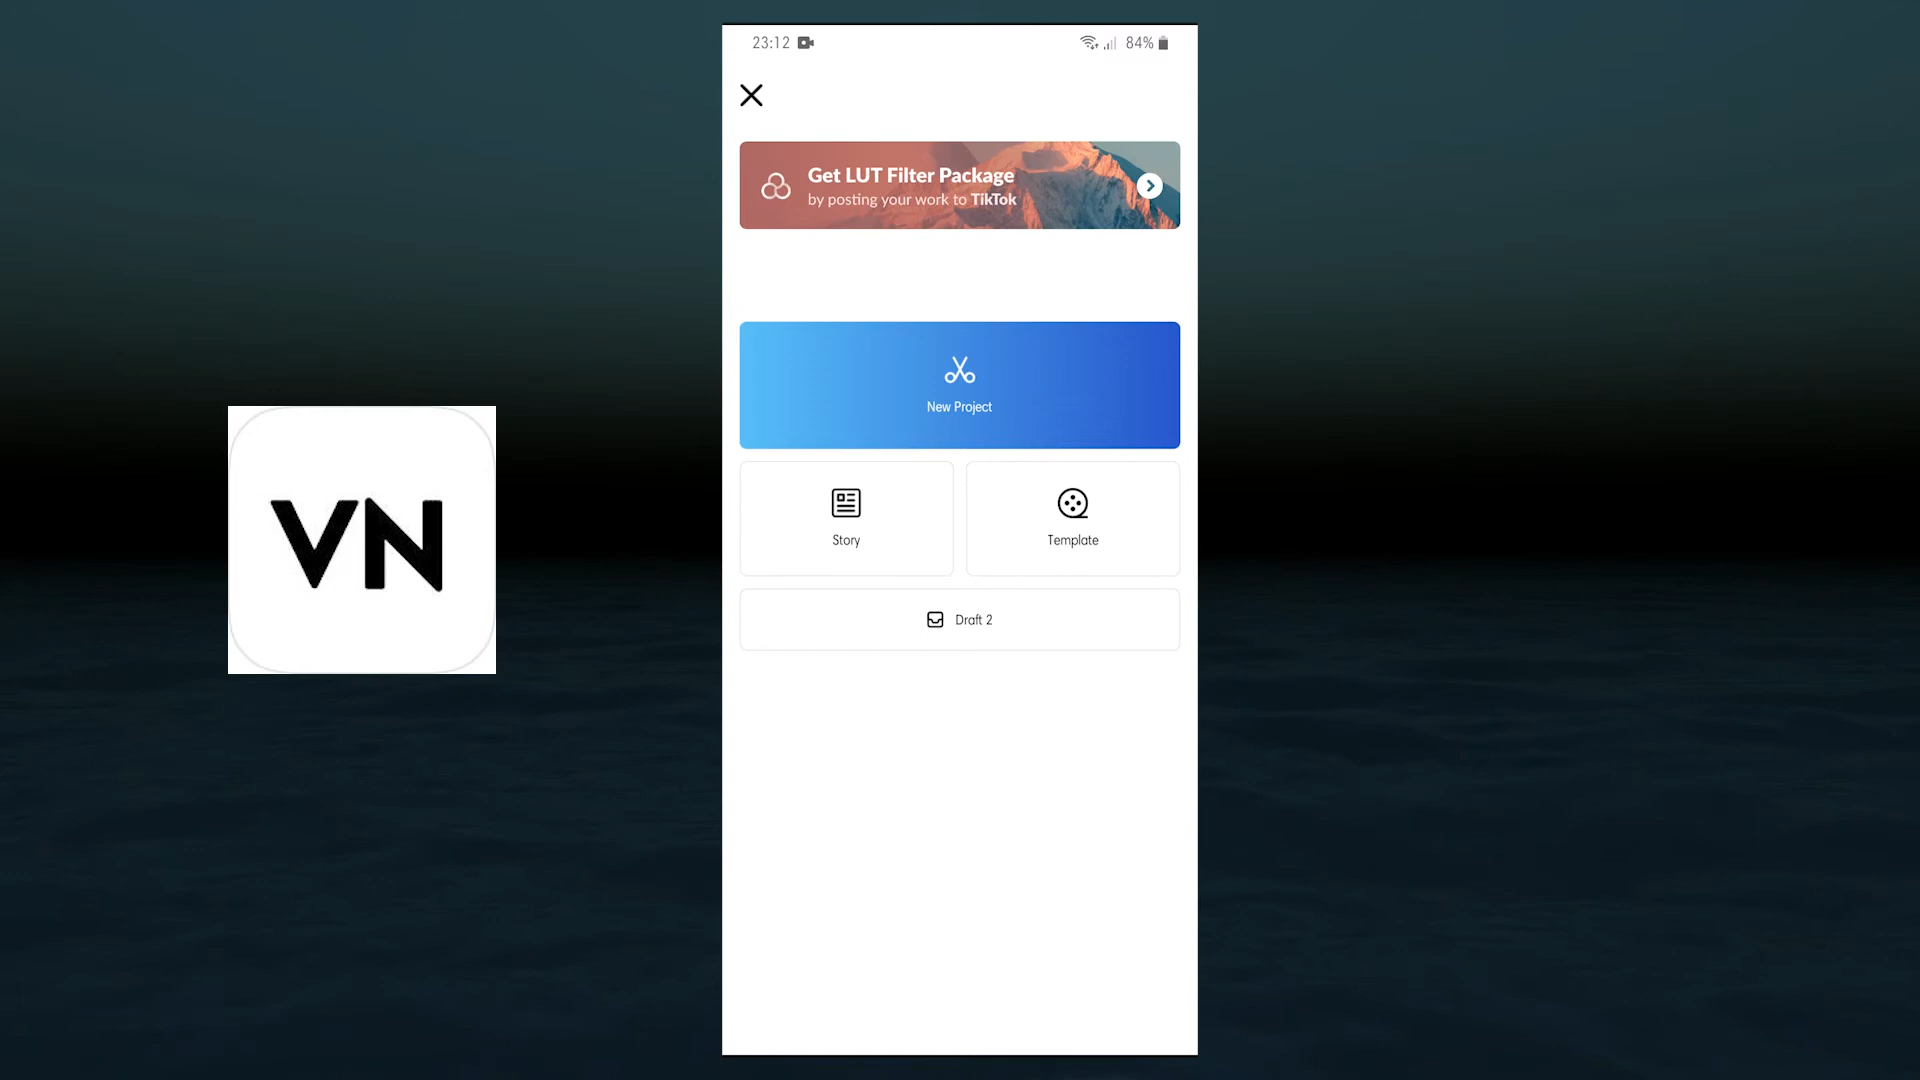 23:12
84%
Get LUT Filter Package
by posting your work to TikTok
New Project
VN
Story
Template
Draft 2